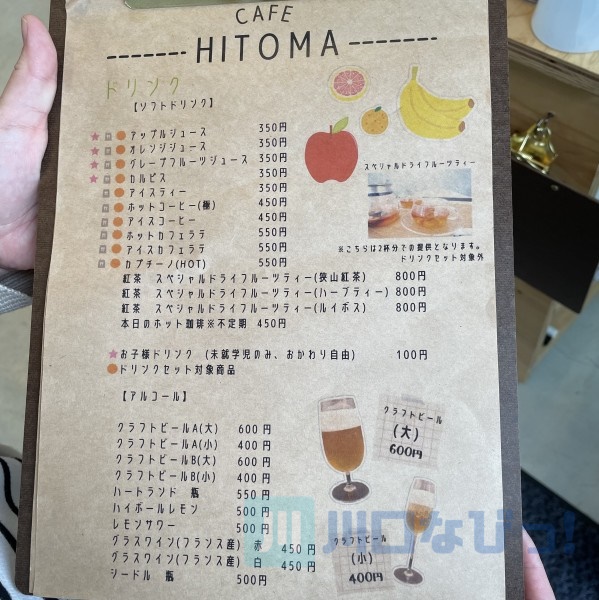 CAFE
HITOMA
ドリンク
【ソフトドリンク】
アップルジュース 350円
オレンジジュース 350円
グレープフルーツジュース 350円
カルピス 350円
アイスティー 350円
ホットコーヒー(極) 450円
アイスコーヒー 450円
ホットカフェラテ 550円
アイスカフェラテ 550円
カプチーノ(HOT) 550円
スペシャルドライフルーツティー
※こちらは2杯分での提供となります。
ドリンクセット対象外
紅茶 スペシャルドライフルーツティー(狭山紅茶) 800円
紅茶 スペシャルドライフルーツティー(ハーブティー) 800円
紅茶 スペシャルドライフルーツティー(ルイボス) 800円
本日のホット珈琲※不定期 450円
★お子様ドリンク (未就学児のみ、おかわり自由) 100円
●ドリンクセット対象商品
【アルコール】
クラフトビールA(大) 600円
クラフトビールA(小) 400円
クラフトビールB(大) 600円
クラフトビールB(小) 400円
ハートランド 瓶 550円
ハイボールレモン 500円
レモンサワー 500円
グラスワイン(フランス産) 赤 450円
グラスワイン(フランス産) 白 450円
シードル 瓶 500円
クラフトビール
(大)
600円
クラフトビール
(小)
400円
川口なびっ!